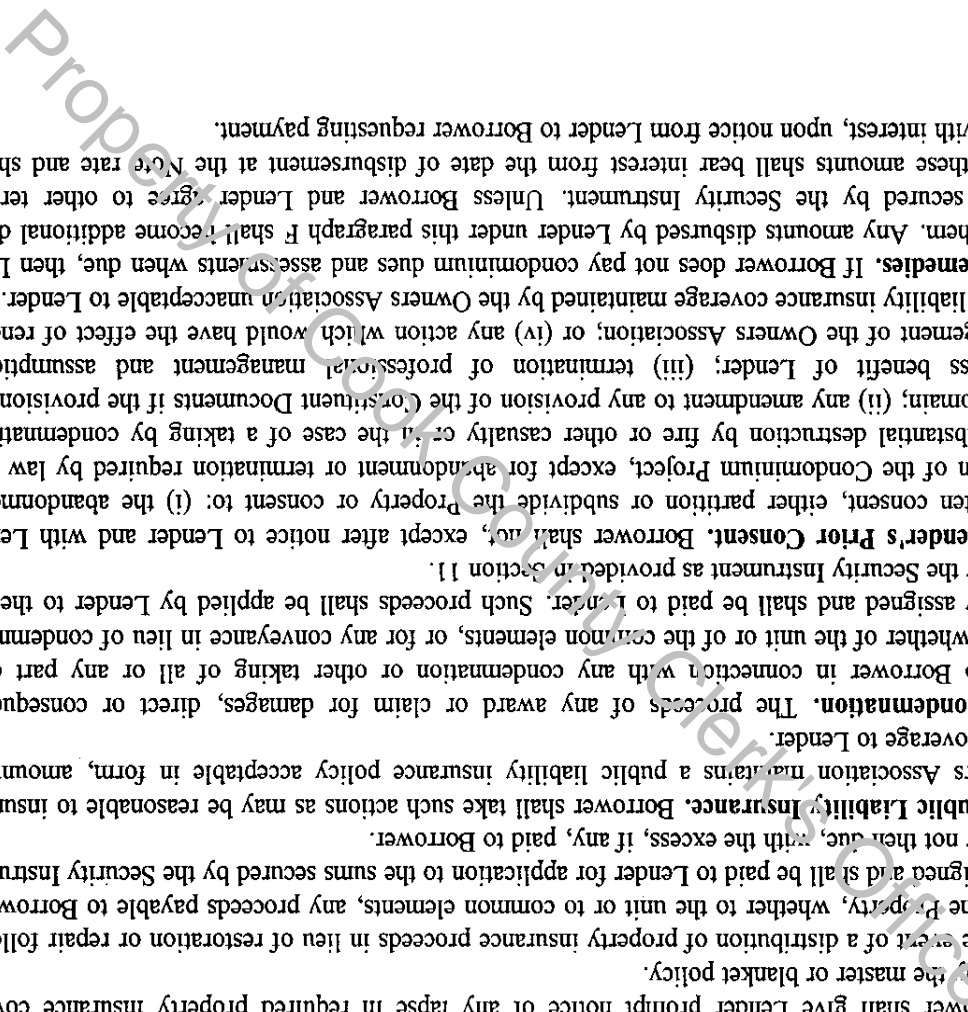 ower shall give Lender prompt notice of any lapse in required property insurance cov
y the master or blanket policy.
e event of a distribution of property insurance proceeds in lieu of restoration or repair foll
he Property, whether to the unit or to common elements, any proceeds payable to Borrow
signed and shall be paid to Lender for application to the sums secured by the Security Instru
r not then due, with the excess, if any, paid to Borrower.
ublic Liability Insurance. Borrower shall take such actions as may be reasonable to insu
rs Association maintains a public liability insurance policy acceptable in form, amoun
overage to Lender.
ondemnation. The proceeds of any award or claim for damages, direct or consequ
o Borrower in connection with any condemnation or other taking of all or any part
whether of the unit or of the common elements, or for any conveyance in lieu of condemn
y assigned and shall be paid to Lender. Such proceeds shall be applied by Lender to the
y the Security Instrument as provided in Section 11.
ender's Prior Consent. Borrower shall not, except after notice to Lender and with Le
ten consent, either partition or subdivide the Property or consent to: (i) the abandonme
n of the Condominium Project, except for abandonment or termination required by law
bstantial destruction by fire or other casualty or in the case of a taking by condemnati
omain; (ii) any amendment to any provision of the Constituent Documents if the provision
ss benefit of Lender; (iii) termination of professional management and assumptio
gement of the Owners Association; or (iv) any action which would have the effect of rend
liability insurance coverage maintained by the Owners Association unacceptable to Lender.
emedies. If Borrower does not pay condominium dues and assessments when due, then L
hem. Any amounts disbursed by Lender under this paragraph F shall become additional d
secured by the Security Instrument. Unless Borrower and Lender agree to other ter
these amounts shall bear interest from the date of disbursement at the Note rate and sh
vith interest, upon notice from Lender to Borrower requesting payment.
Property of Cook County Clerk's Office